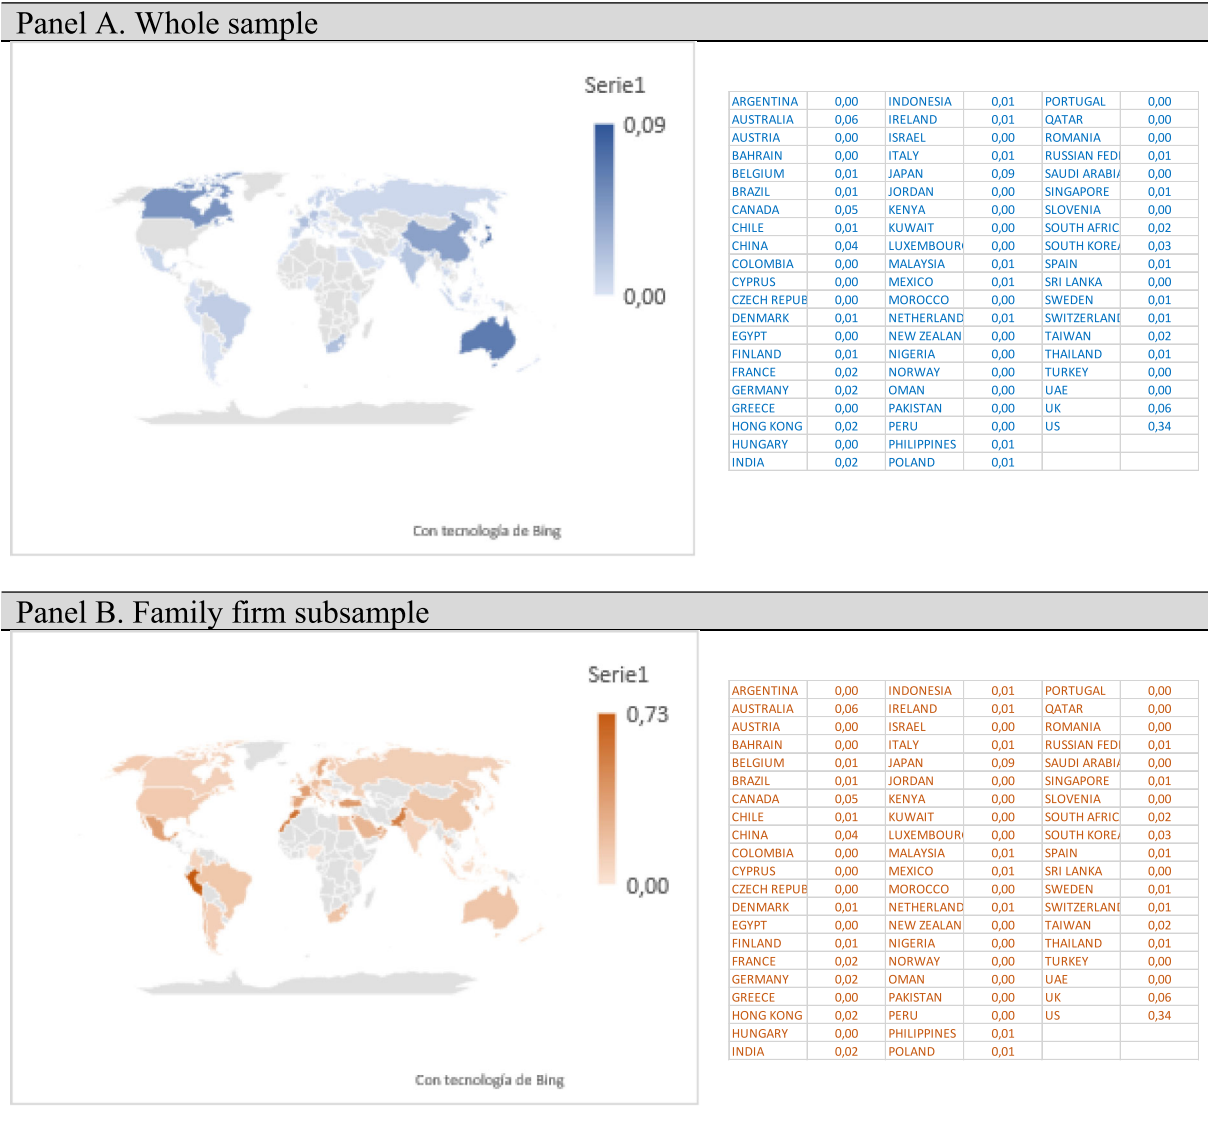 Panel A. Whole sample
Serie1
0,09
0,00
Con tecnología de Bing
ARGENTINA 0,00 INDONESIA 0,01 PORTUGAL 0,00
AUSTRALIA 0,06 IRELAND 0,01 QATAR 0,00
AUSTRIA 0,00 ISRAEL 0,00 ROMANIA 0,00
BAHRAIN 0,00 ITALY 0,01 RUSSIAN FED 0,01
BELGIUM 0,01 JAPAN 0,09 SAUDI ARABIA 0,00
BRAZIL 0,01 JORDAN 0,00 SINGAPORE 0,01
CANADA 0,05 KENYA 0,00 SLOVENIA 0,00
CHILE 0,01 KUWAIT 0,00 SOUTH AFRIC 0,02
CHINA 0,04 LUXEMBOUR 0,00 SOUTH KOREA 0,03
COLOMBIA 0,00 MALAYSIA 0,01 SPAIN 0,01
CYPRUS 0,00 MEXICO 0,01 SRI LANKA 0,00
CZECH REPUB 0,00 MOROCCO 0,00 SWEDEN 0,01
DENMARK 0,01 NETHERLAND 0,01 SWITZERLAND 0,01
EGYPT 0,00 NEW ZEALAN 0,00 TAIWAN 0,02
FINLAND 0,01 NIGERIA 0,00 THAILAND 0,01
FRANCE 0,02 NORWAY 0,00 TURKEY 0,00
GERMANY 0,02 OMAN 0,00 UAE 0,00
GREECE 0,00 PAKISTAN 0,00 UK 0,06
HONG KONG 0,02 PERU 0,00 US 0,34
HUNGARY 0,00 PHILIPPINES 0,01
INDIA 0,02 POLAND 0,01
Panel B. Family firm subsample
Serie1
0,73
0,00
Con tecnología de Bing
ARGENTINA 0,00 INDONESIA 0,01 PORTUGAL 0,00
AUSTRALIA 0,06 IRELAND 0,01 QATAR 0,00
AUSTRIA 0,00 ISRAEL 0,00 ROMANIA 0,00
BAHRAIN 0,00 ITALY 0,01 RUSSIAN FED 0,01
BELGIUM 0,01 JAPAN 0,09 SAUDI ARABIA 0,00
BRAZIL 0,01 JORDAN 0,00 SINGAPORE 0,01
CANADA 0,05 KENYA 0,00 SLOVENIA 0,00
CHILE 0,01 KUWAIT 0,00 SOUTH AFRIC 0,02
CHINA 0,04 LUXEMBOUR 0,00 SOUTH KOREA 0,03
COLOMBIA 0,00 MALAYSIA 0,01 SPAIN 0,01
CYPRUS 0,00 MEXICO 0,01 SRI LANKA 0,00
CZECH REPUB 0,00 MOROCCO 0,00 SWEDEN 0,01
DENMARK 0,01 NETHERLAND 0,01 SWITZERLAND 0,01
EGYPT 0,00 NEW ZEALAN 0,00 TAIWAN 0,02
FINLAND 0,01 NIGERIA 0,00 THAILAND 0,01
FRANCE 0,02 NORWAY 0,00 TURKEY 0,00
GERMANY 0,02 OMAN 0,00 UAE 0,00
GREECE 0,00 PAKISTAN 0,00 UK 0,06
HONG KONG 0,02 PERU 0,00 US 0,34
HUNGARY 0,00 PHILIPPINES 0,01
INDIA 0,02 POLAND 0,01